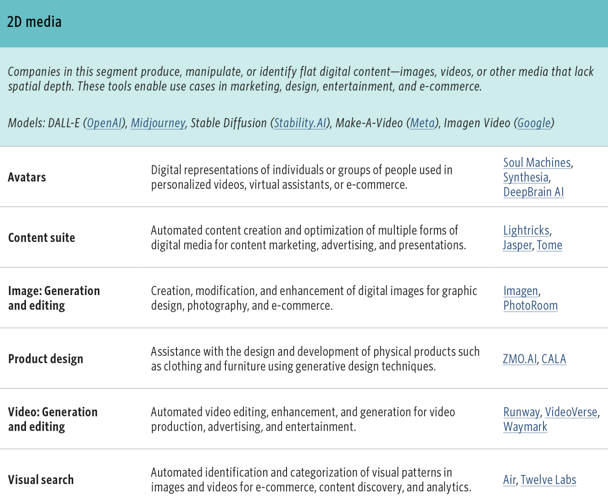 2D media
Companies in this segment produce, manipulate, or identify flat digital content—images, videos, or other media that lack
spatial depth. These tools enable use cases in marketing, design, entertainment, and e-commerce.
Models: DALL-E (OpenAI), Midjourney, Stable Diffusion (Stability.AI), Make-A-Video (Meta), Imagen Video (Google)
Avatars
Digital representations of individuals or groups of people used in
personalized videos, virtual assistants, or e-commerce.
Soul Machines,
Synthesia,
DeepBrain AI
Content suite
Automated content creation and optimization of multiple forms of
digital media for content marketing, advertising, and presentations.
Lightricks,
Jasper, Tome
Image: Generation
and editing
Creation, modification, and enhancement of digital images for graphic
design, photography, and e-commerce.
Imagen,
PhotoRoom
Product design
Assistance with the design and development of physical products such
as clothing and furniture using generative design techniques.
ZMO.AI, CALA
Video: Generation
and editing
Automated video editing, enhancement, and generation for video
production, advertising, and entertainment.
Runway, VideoVerse,
Waymark
Visual search
Automated identification and categorization of visual patterns in
images and videos for e-commerce, content discovery, and analytics.
Air, Twelve Labs